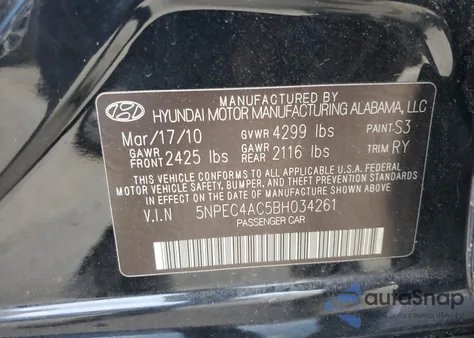 MANUFACTURED BY
HYUNDAI MOTOR MANUFACTURING ALABAMA, LLC
Mar/17/10 GVWR 4299 lbs PAINT S3
GAWR FRONT 2425 lbs GAWR REAR 2116 lbs TRIM RY
THIS VEHICLE CONFORMS TO ALL APPLICABLE U.S. FEDERAL
MOTOR VEHICLE SAFETY, BUMPER, AND THEFT PREVENTION
STANDARDS IN EFFECT ON THE DATE OF MANUFACTURE SHOWN ABOVE.
V.I.N 5NPEC4AC5BH034261
PASSENGER CAR
autoSnap